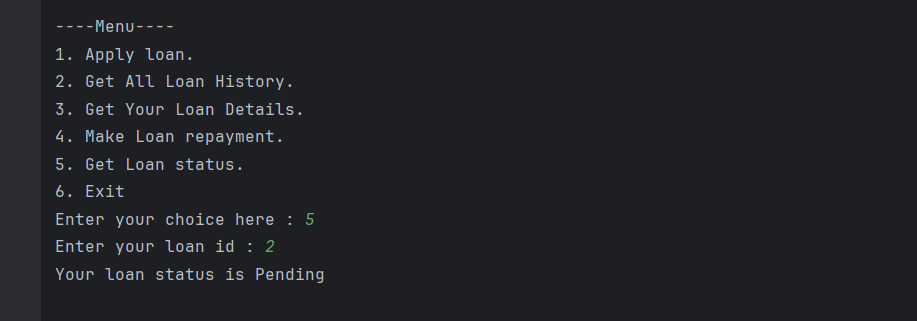 ----Menu----
1. Apply loan.
2. Get All Loan History.
3. Get Your Loan Details.
4. Make Loan repayment.
5. Get Loan status.
6. Exit
Enter your choice here : 5
Enter your loan id : 2
Your loan status is Pending